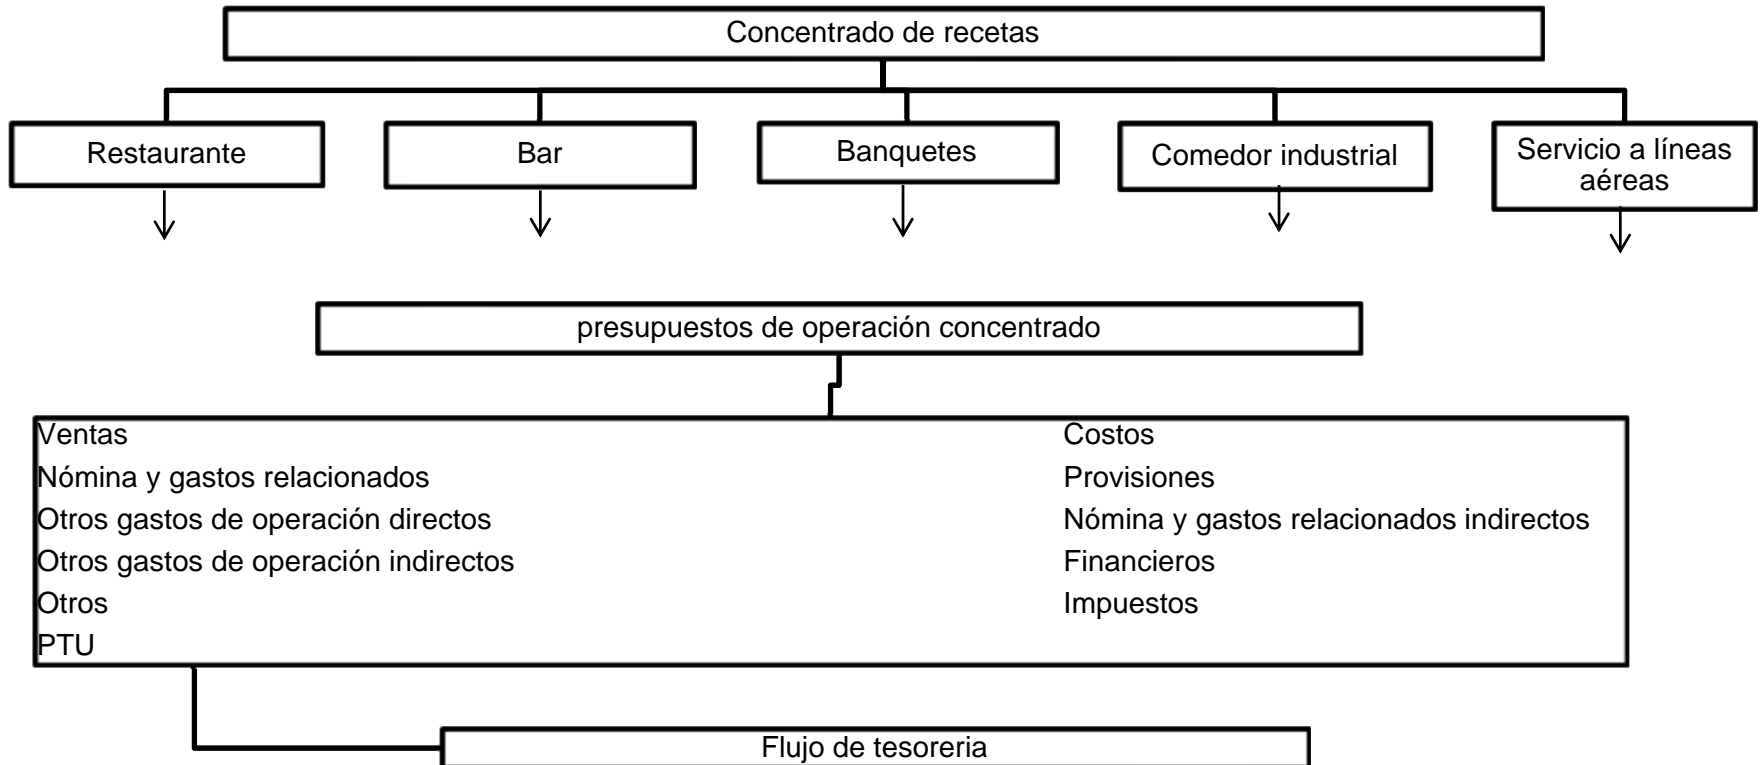 Concentrado de recetas
Restaurante
Bar
Banquetes
Comedor industrial
Servicio a líneas
aéreas
presupuestos de operación concentrado
Ventas
Costos
Nómina y gastos relacionados
Provisiones
Otros gastos de operación directos
Nómina y gastos relacionados indirectos
Otros gastos de operación indirectos
Financieros
Otros
Impuestos
PTU
Flujo de tesoreria